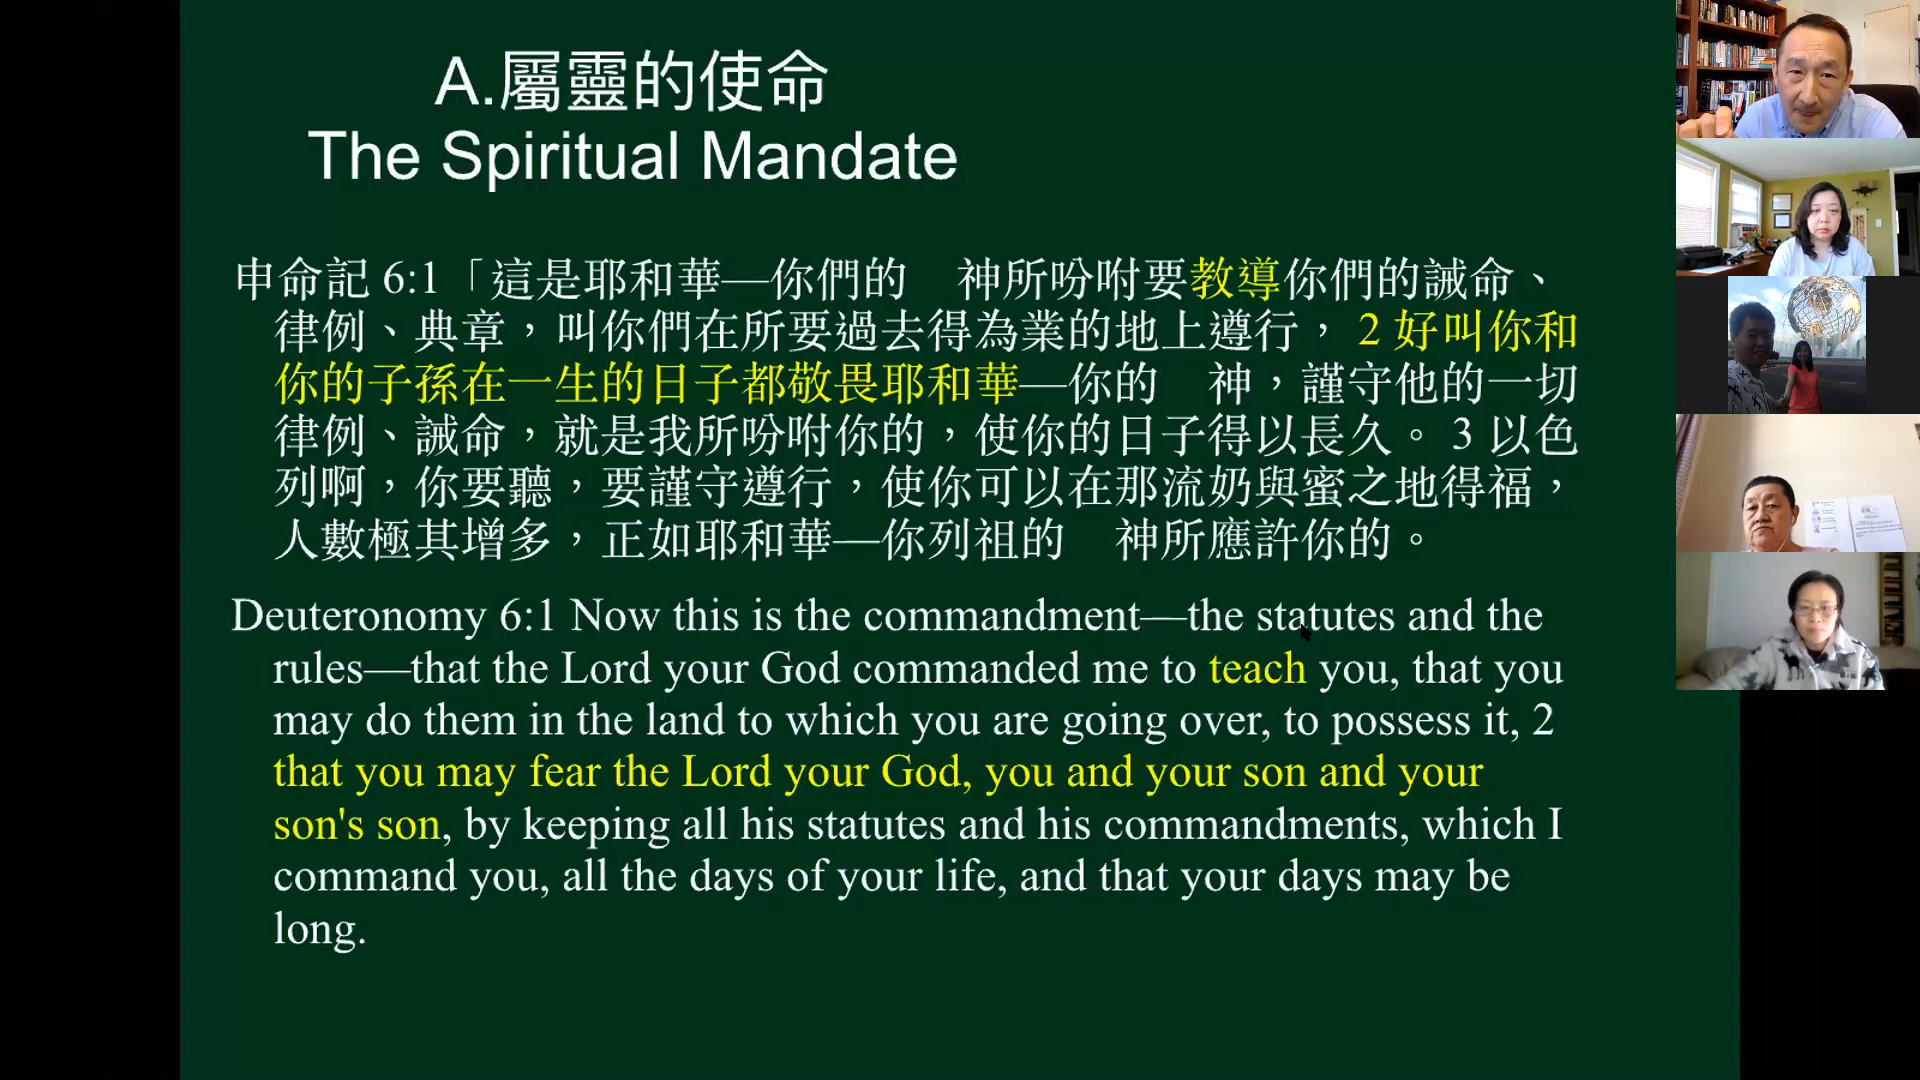 A.屬靈的使命
The Spiritual Mandate
申命記 6:1「這是耶和華—你們的　神所吩咐要教導你們的誡命、
律例、典章，叫你們在所要過去得為業的地上遵行， 2 好叫你和
你的子孫在一生的日子都敬畏耶和華—你的　神，謹守他的一切
律例、誡命，就是我所吩咐你的，使你的日子得以長久。 3 以色
列啊，你要聽，要謹守遵行，使你可以在那流奶與蜜之地得福，
人數極其增多，正如耶和華—你列祖的　神所應許你的。
Deuteronomy 6:1 Now this is the commandment—the statutes and the
rules—that the Lord your God commanded me to teach you, that you
may do them in the land to which you are going over, to possess it, 2
that you may fear the Lord your God, you and your son and your
son's son, by keeping all his statutes and his commandments, which I
command you, all the days of your life, and that your days may be
long.